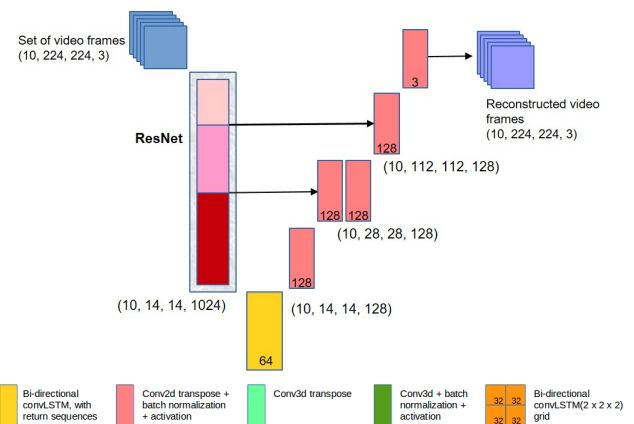 Set of video frames
(10, 224, 224, 3)
3
Reconstructed video
frames
(10, 224, 224, 3)
ResNet
128
(10, 112, 112, 128)
128 128
(10, 28, 28, 128)
128
(10, 14, 14, 1024)
(10, 14, 14, 128)
64
Bi-directional
convLSTM, with
return sequences
Conv2d transpose +
batch normalization
+ activation
Conv3d transpose
Conv3d + batch
normalization +
activation
32 32
32 32
Bi-directional
convLSTM(2 x 2 x 2)
grid